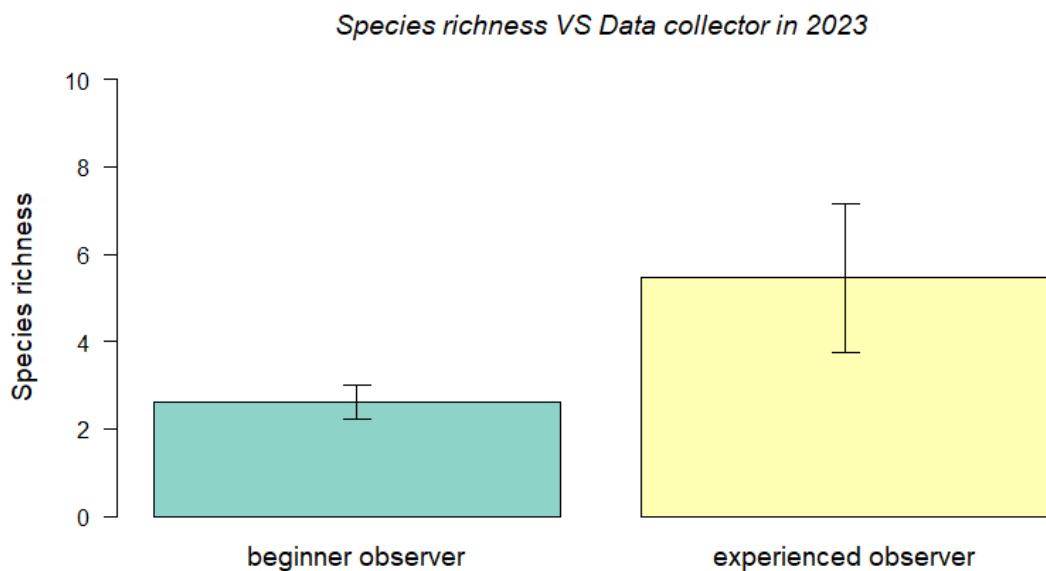 Species richness VS Data collector in 2023
Species richness
10
8
6
4
2
0
beginner observer
experienced observer